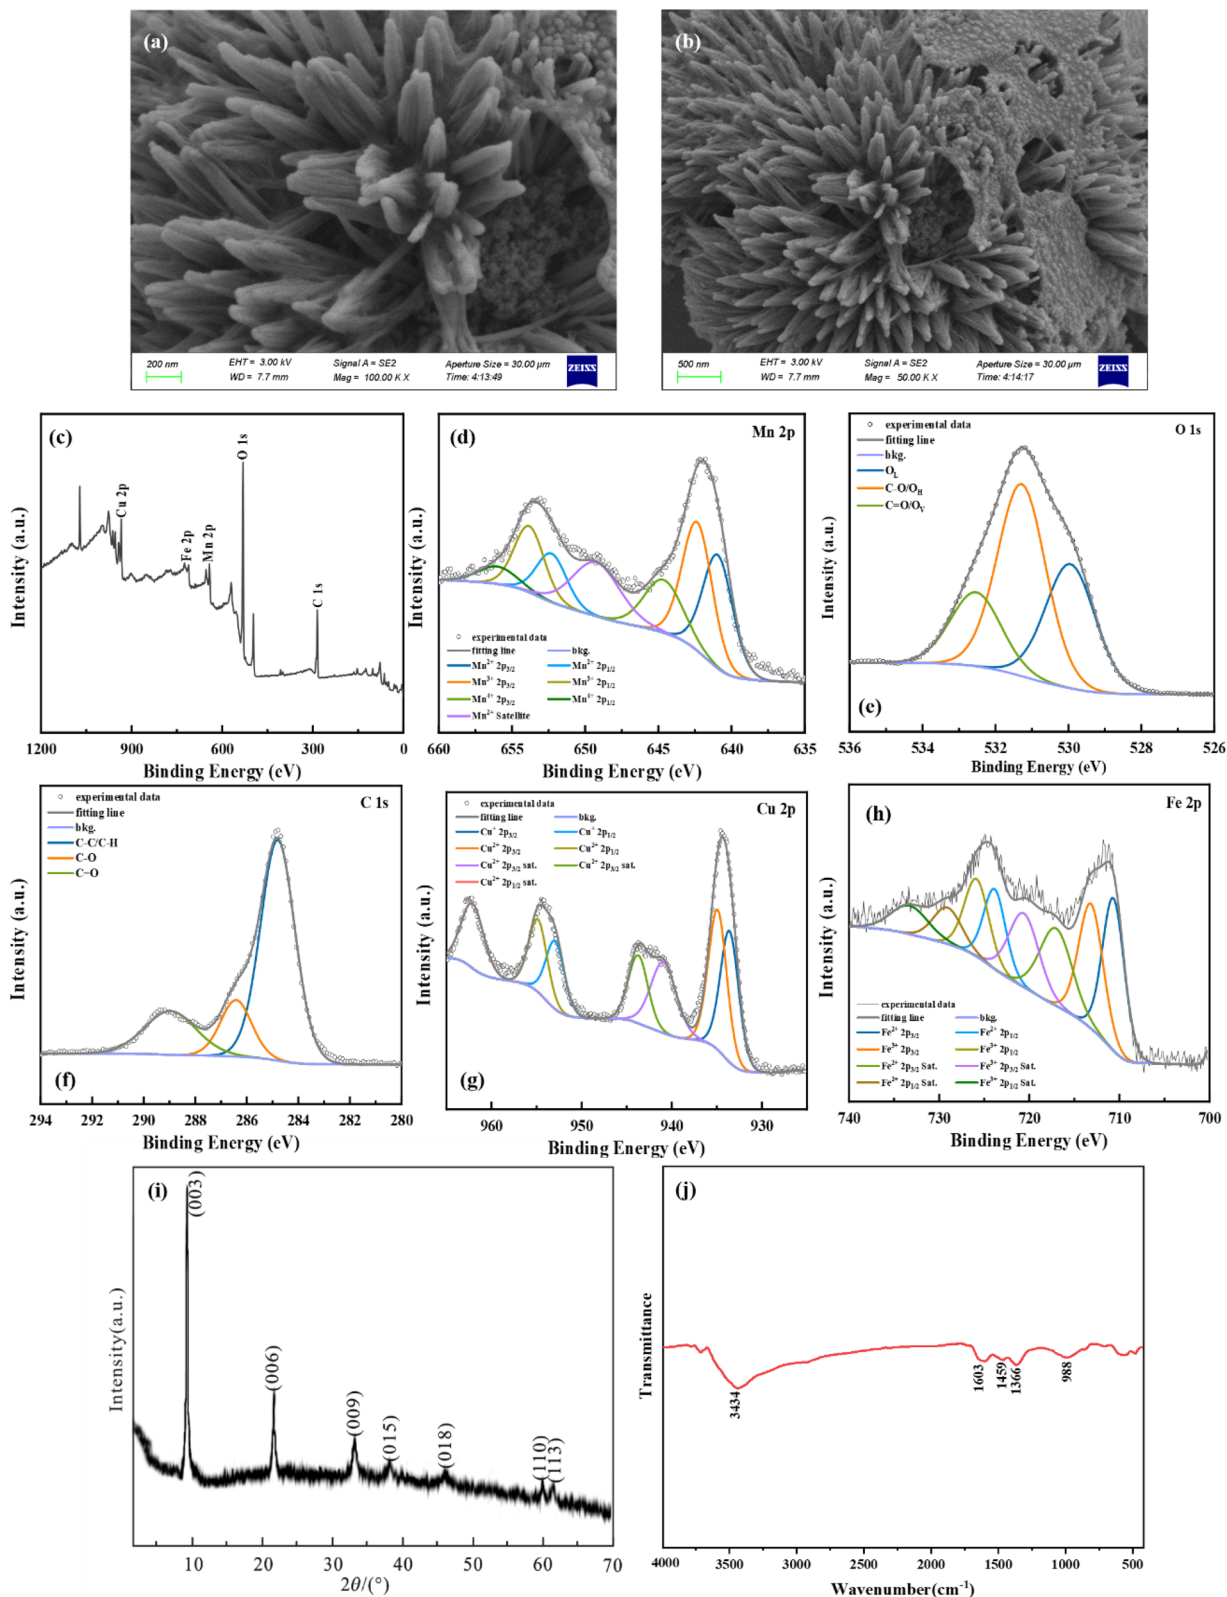 (a)
200 nm
EHT = 3.00 kV Signal A = SE2 Aperture Size = 30.00 µm
WD = 7.7 mm Mag = 100.00 K X Time: 4:13:49
ZEISS
(b)
500 nm
EHT = 3.00 kV Signal A = SE2 Aperture Size = 30.00 µm
WD = 7.7 mm Mag = 50.00 K X Time: 4:14:17
ZEISS
(c)
Cu 2p
Fe 2p
Mn 2p
O 1s
C 1s
Intensity (a.u.)
1200 900 600 300 0
Binding Energy (eV)
(d)
Mn 2p
experimental data
fitting line bkg.
Mn²⁺ 2p₃/₂ Mn²⁺ 2p₁/₂
Mn³⁺ 2p₃/₂ Mn³⁺ 2p₁/₂
Mn⁴⁺ 2p₃/₂ Mn⁴⁺ 2p₁/₂
Mn²⁺ Satellite
Intensity (a.u.)
660 655 650 645 640 635
Binding Energy (eV)
O 1s
experimental data
fitting line
bkg.
O_L
C-O/O_H
C=O/O_V
(e)
Intensity (a.u.)
536 534 532 530 528 526
Binding Energy (eV)
C 1s
experimental data
fitting line
bkg.
C-C/C-H
C-O
C=O
(f)
Intensity (a.u.)
294 292 290 288 286 284 282 280
Binding Energy (eV)
Cu 2p
experimental data
fitting line bkg.
Cu⁺ 2p₃/₂ Cu⁺ 2p₁/₂
Cu²⁺ 2p₃/₂ Cu²⁺ 2p₁/₂
Cu²⁺ 2p₃/₂ sat. Cu²⁺ 2p₃/₂ sat.
Cu²⁺ 2p₁/₂ sat.
(g)
Intensity (a.u.)
960 950 940 930
Binding Energy (eV)
(h)
Fe 2p
experimental data
fitting line bkg.
Fe²⁺ 2p₃/₂ Fe²⁺ 2p₁/₂
Fe³⁺ 2p₃/₂ Fe³⁺ 2p₁/₂
Fe²⁺ 2p₃/₂ Sat. Fe³⁺ 2p₃/₂ Sat.
Fe²⁺ 2p₁/₂ Sat. Fe³⁺ 2p₁/₂ Sat.
Intensity (a.u.)
740 730 720 710 700
Binding Energy (eV)
(i)
(003)
(006)
(009)
(015)
(018)
(110)
(113)
Intensity(a.u.)
10 20 30 40 50 60 70
2θ/(°)
(j)
3434
1603
1459
1366
988
Transmittance
4000 3500 3000 2500 2000 1500 1000 500
Wavenumber(cm⁻¹)